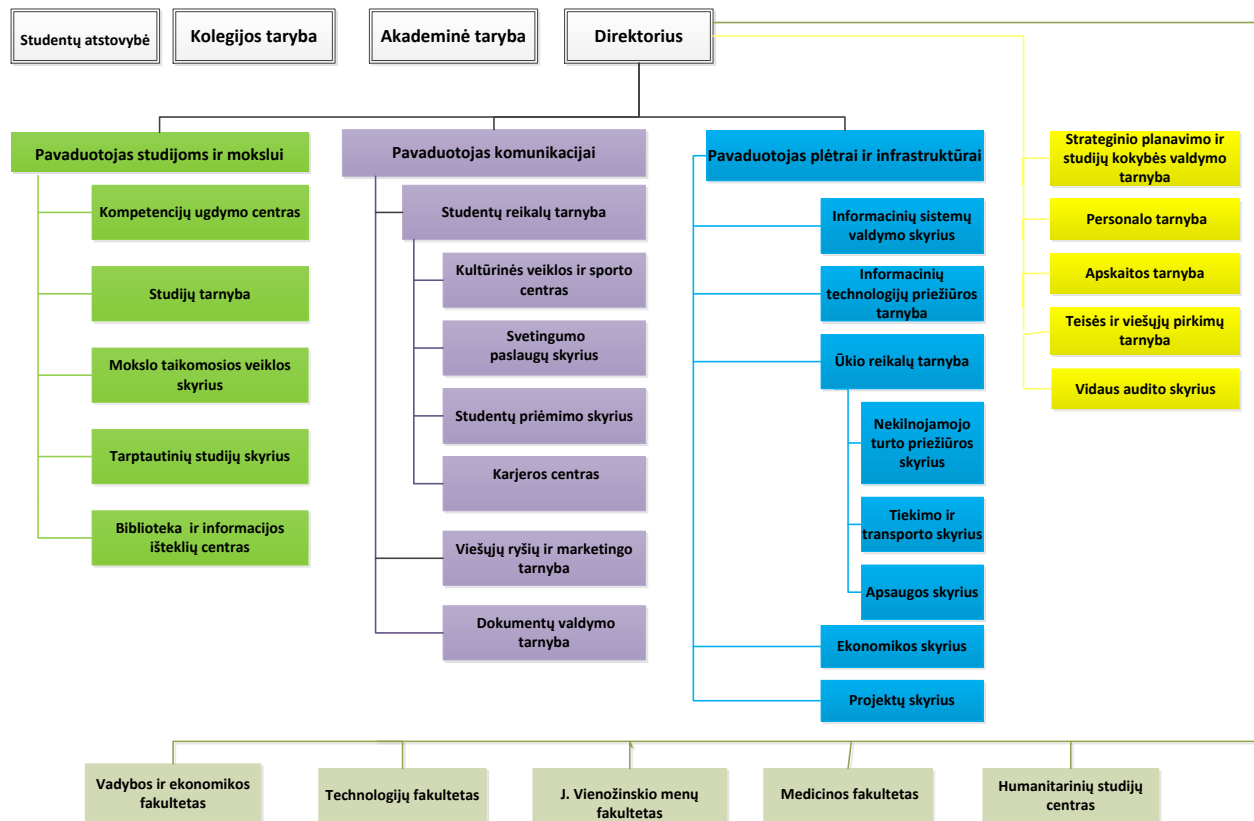 Studentų atstovybė
Kolegijos taryba
Akademinė taryba
Direktorius
Pavaduotojas studijoms ir mokslui
Kompetencijų ugdymo centras
Studijų tarnyba
Mokslo taikomosios veiklos
skyrius
Tarptautinių studijų skyrius
Biblioteka ir informacijos
išteklių centras
Pavaduotojas komunikacijai
Studentų reikalų tarnyba
Kultūrinės veiklos ir sporto
centras
Svetingumo
paslaugų skyrius
Studentų priėmimo skyrius
Karjeros centras
Viešųjų ryšių ir marketingo
tarnyba
Dokumentų valdymo
tarnyba
Pavaduotojas plėtrai ir infrastruktūrai
Informacinių sistemų
valdymo skyrius
Informacinių
technologijų priežiūros
tarnyba
Ūkio reikalų tarnyba
Nekilnojamojo
turto priežiūros
skyrius
Tiekimo ir
transporto skyrius
Apsaugos skyrius
Ekonomikos skyrius
Projektų skyrius
Strateginio planavimo ir
studijų kokybės valdymo
tarnyba
Personalo tarnyba
Apskaitos tarnyba
Teisės ir viešųjų pirkimų
tarnyba
Vidaus audito skyrius
Vadybos ir ekonomikos
fakultetas
Technologijų fakultetas
J. Vienožinskio menų
fakultetas
Medicinos fakultetas
Humanitarinių studijų
centras